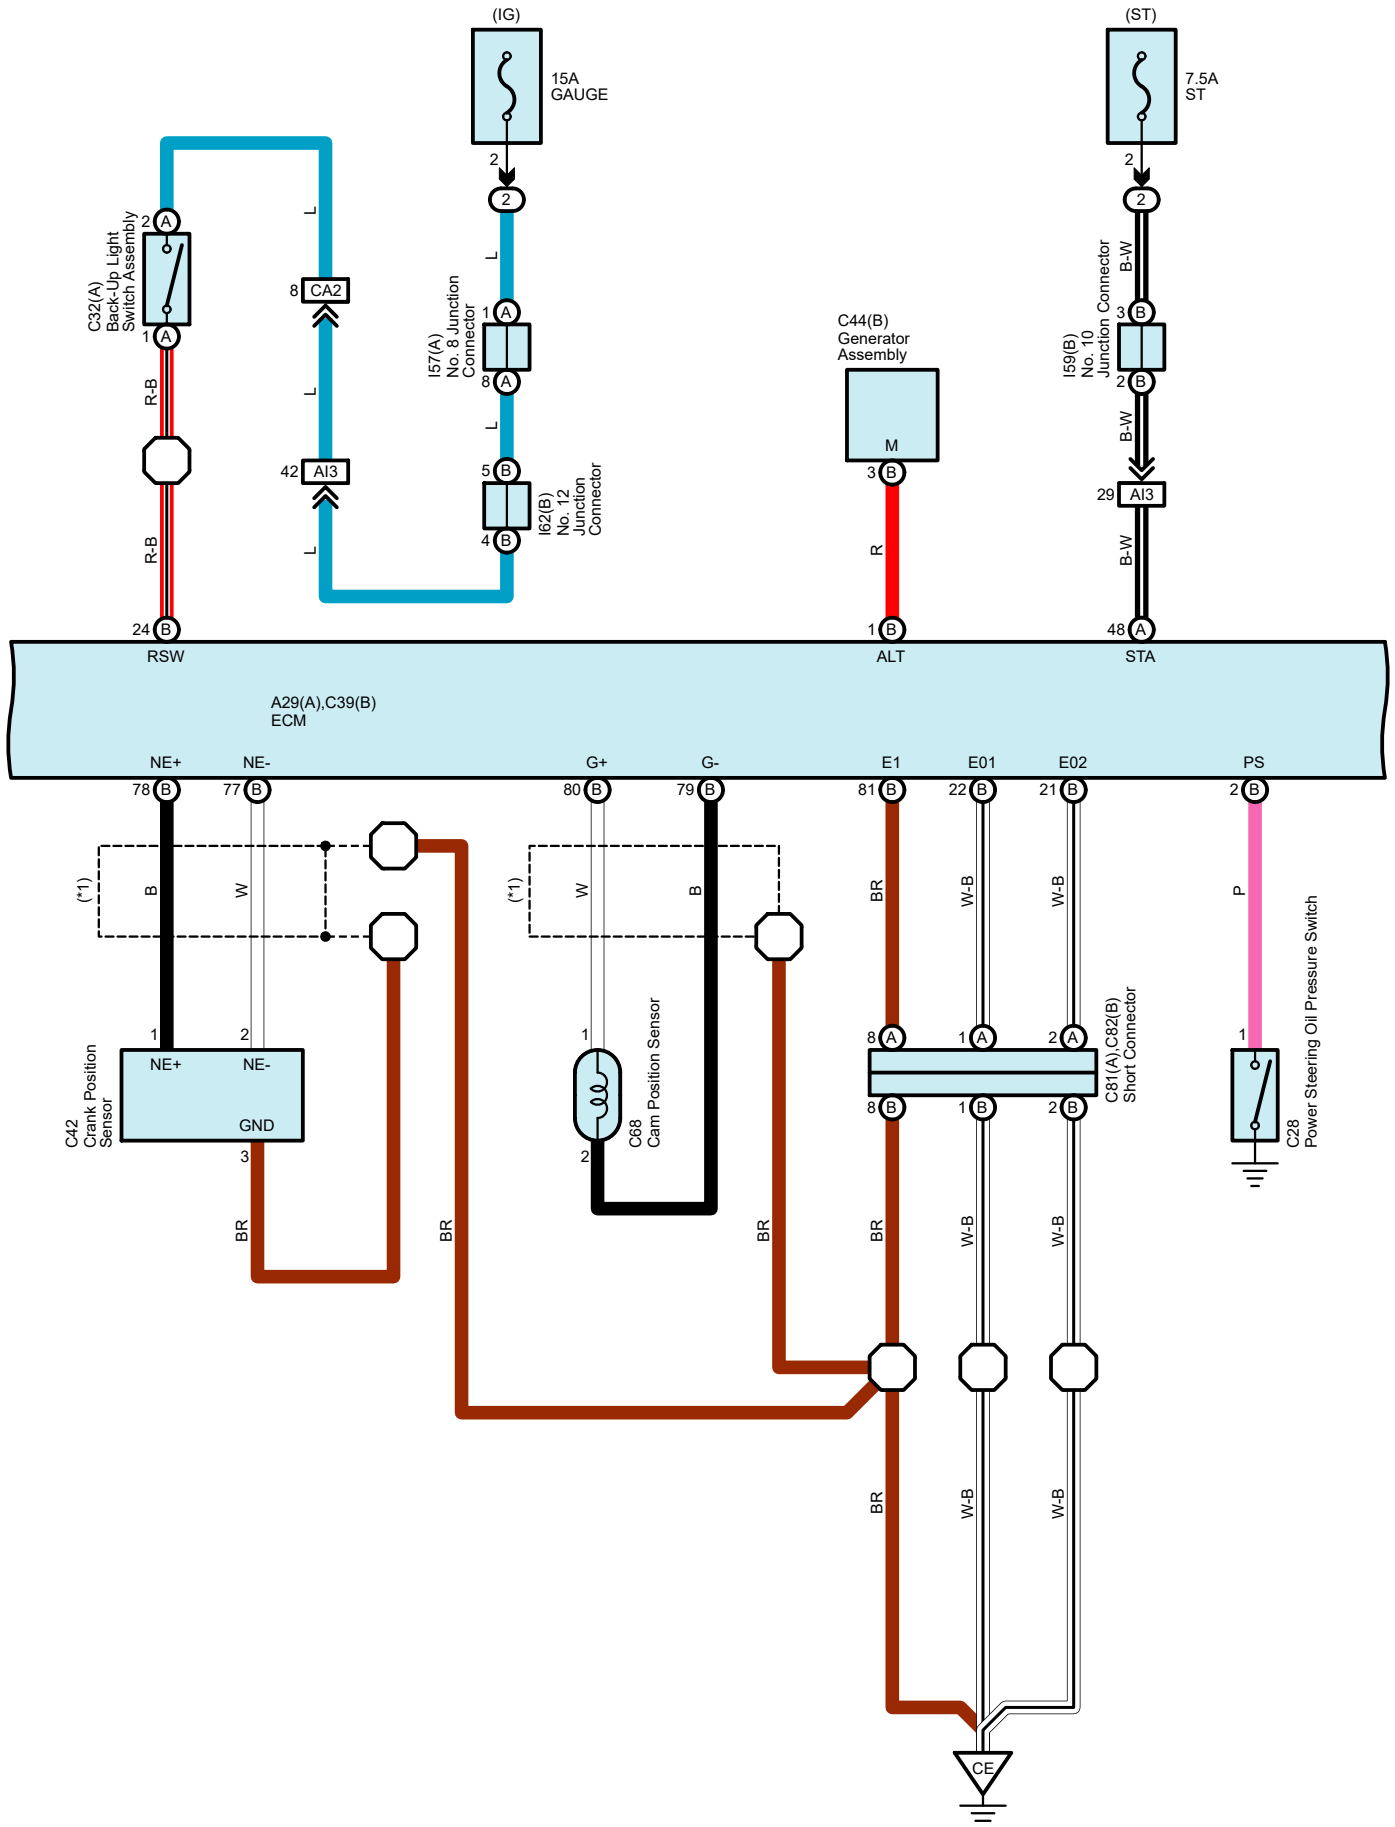 (IG)
(ST)
15A
GAUGE
7.5A
ST
2
2
2
2
L
L
B-W
2 A
C32(A)
Back-Up Light
Switch Assembly
1 A
8 CA2
1 A
I57(A)
No. 8 Junction
Connector
8 A
C44(B)
Generator
Assembly
M
3 B
3 B
I59(B)
No. 10
Junction Connector
2 B
R-B
L
L
B-W
42 AI3
5 B
I62(B)
No. 12
Junction
Connector
4 B
29 AI3
R-B
L
R
B-W
24 B
1 B
48 A
RSW
ALT
STA
A29(A),C39(B)
ECM
NE+
NE-
G+
G-
E1
E01
E02
PS
78 B
77 B
80 B
79 B
81 B
22 B
21 B
2 B
(*1)
B
W
(*1)
W
B
BR
W-B
W-B
P
1
2
1
8 A
1 A
2 A
1
NE+
NE-
GND
C42
Crank Position
Sensor
3
C68
Cam Position Sensor
2
C81(A),C82(B)
Short Connector
8 B
1 B
2 B
C28
Power Steering Oil Pressure Switch
BR
BR
BR
BR
W-B
W-B
BR
W-B
W-B
CE